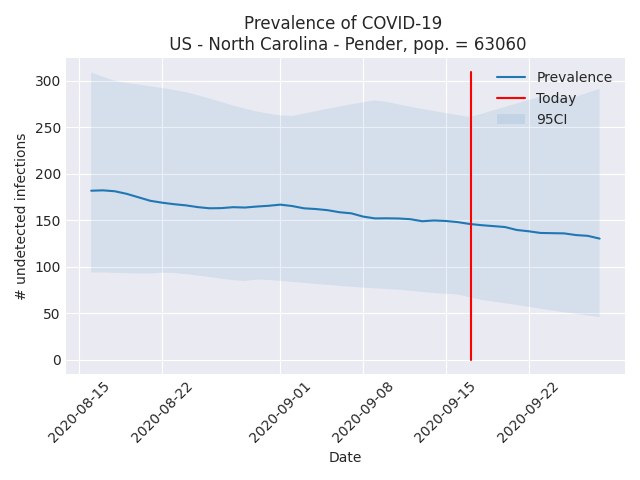 Prevalence of COVID-19
US - North Carolina - Pender, pop. = 63060
Prevalence
Today
95CI
# undetected infections
300
250
200
150
100
50
0
2020-08-15
2020-08-22
2020-09-01
2020-09-08
2020-09-15
2020-09-22
Date